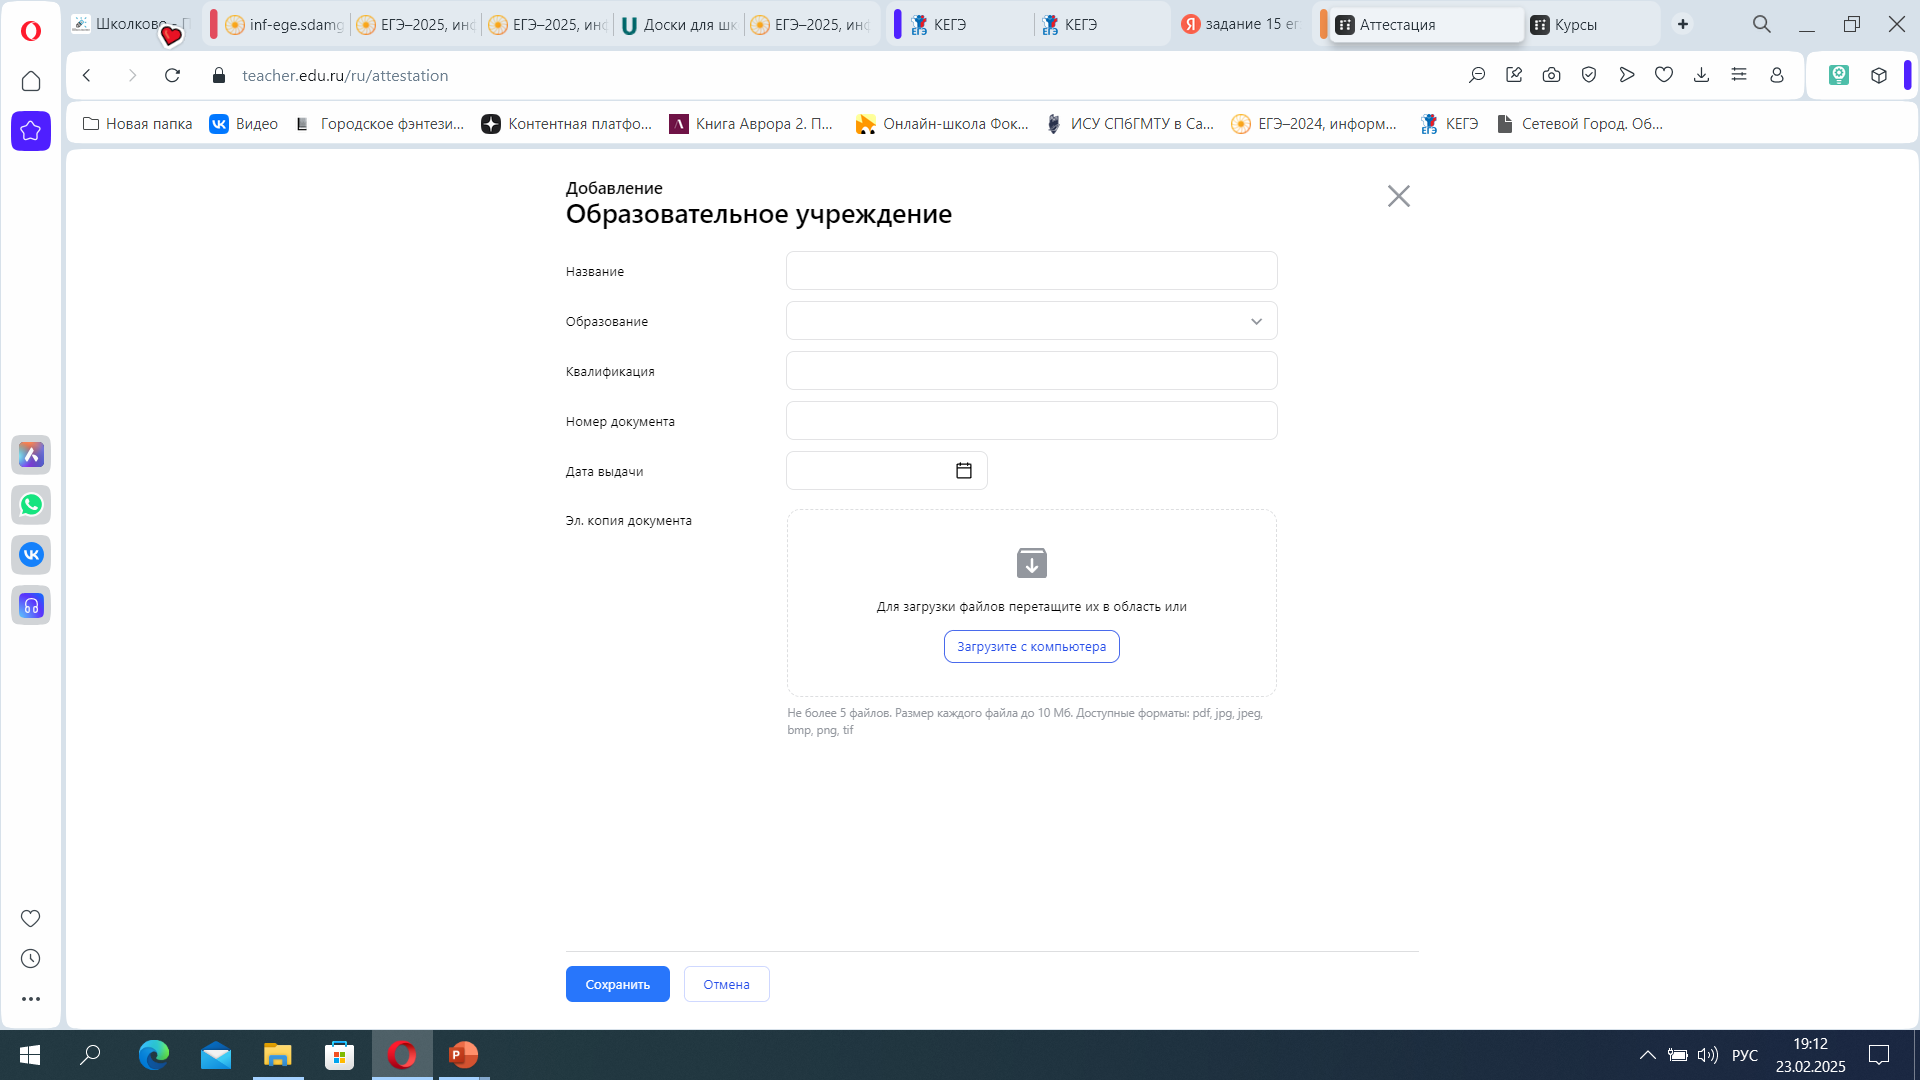 Школково - П
inf-ege.sdamg
ЕГЭ–2025, инс
ЕГЭ–2025, инс
Доски для шк
ЕГЭ–2025, инс
КЕГЭ
КЕГЭ
задание 15 ег
Аттестация
Курсы
teacher.edu.ru/ru/attestation
Новая папка
Видео
Городское фэнтези...
Контентная платфо...
Книга Аврора 2. П...
Онлайн-школа Фок...
ИСУ СПбГМТУ в Са...
ЕГЭ–2024, информ...
КЕГЭ
Сетевой Город. Об...
Добавление
Образовательное учреждение
Название
Образование
Квалификация
Номер документа
Дата выдачи
Эл. копия документа
Для загрузки файлов перетащите их в область или
Загрузите с компьютера
Не более 5 файлов. Размер каждого файла до 10 Мб. Доступные форматы: pdf, jpg, jpeg,
bmp, png, tif
Сохранить
Отмена
РУС
19:12
23.02.2025